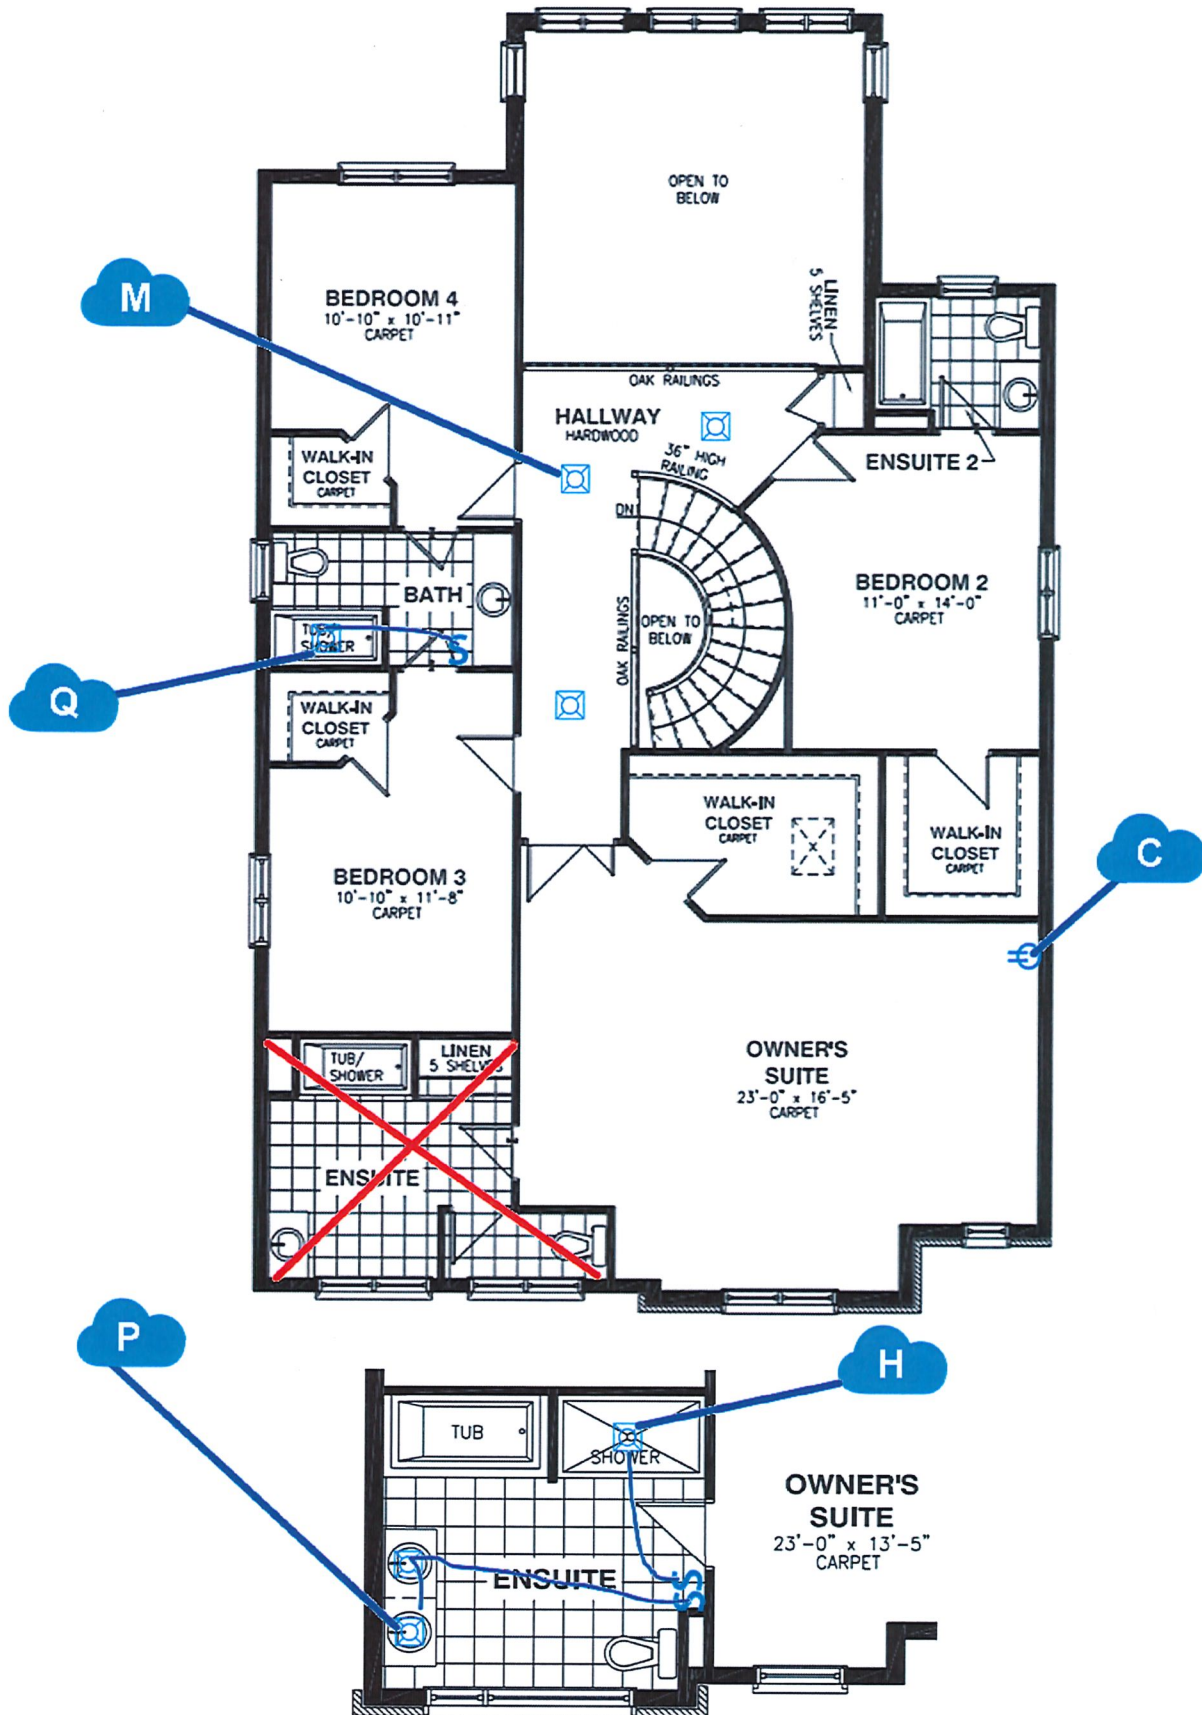 OPEN TO
BELOW
LINEN
5 SHELVES
M
BEDROOM 4
10'-10" x 10'-11"
CARPET
OAK RAILINGS
HALLWAY
HARDWOOD
36" HIGH
RAILING
WALK-IN
CLOSET
CARPET
ENSUITE 2
DN
BATH
BEDROOM 2
11'-0" x 14'-0"
CARPET
OPEN TO
BELOW
OAK RAILINGS
TUB/
SHOWER
S
Q
WALK-IN
CLOSET
CARPET
WALK-IN
CLOSET
CARPET
WALK-IN
CLOSET
CARPET
C
BEDROOM 3
10'-10" x 11'-8"
CARPET
TUB/
SHOWER
LINEN
5 SHELVES
OWNER'S
SUITE
23'-0" x 16'-5"
CARPET
ENSUITE
P
H
TUB
SHOWER
OWNER'S
SUITE
23'-0" x 13'-5"
CARPET
ENSUITE
SS